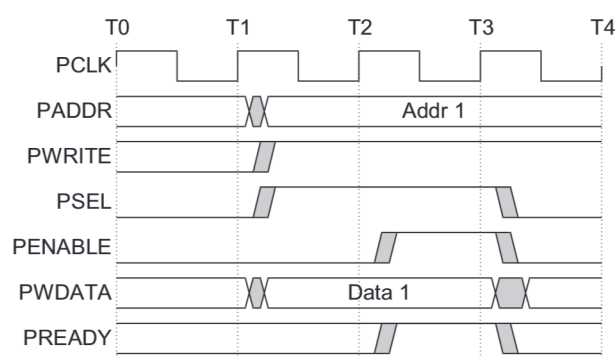 T0 T1 T2 T3 T4
PCLK
PADDR Addr 1
PWRITE
PSEL
PENABLE
PWDATA Data 1
PREADY